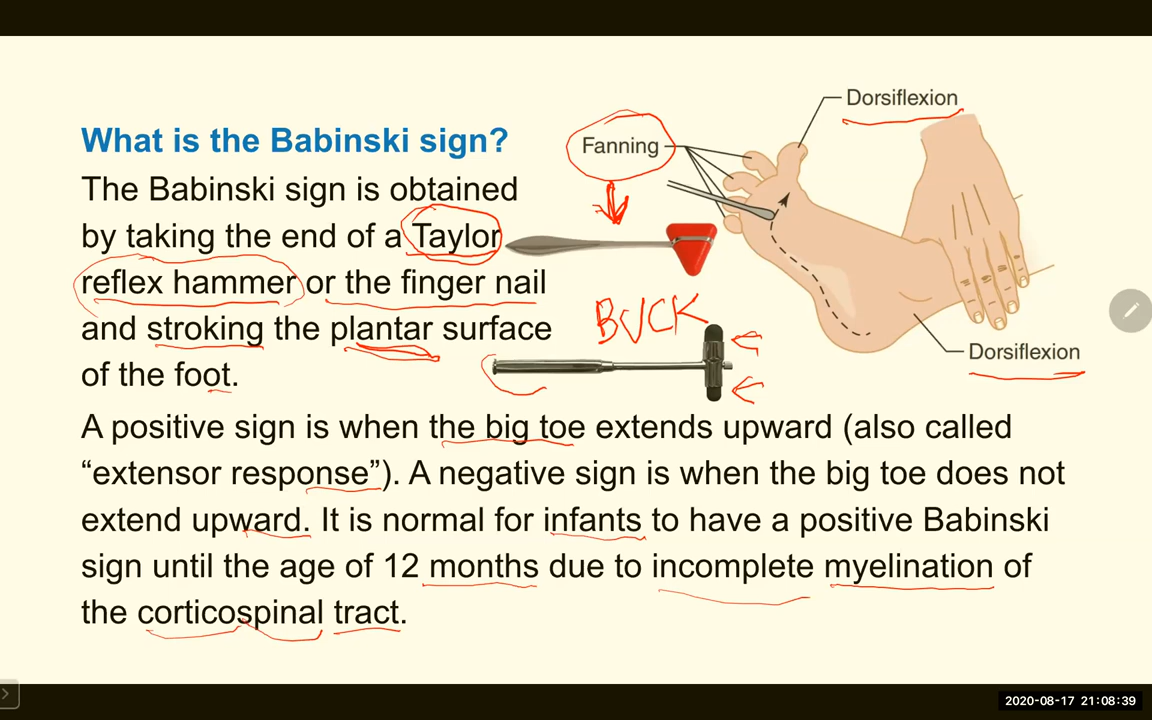 What is the Babinski sign?
The Babinski sign is obtained
by taking the end of a Taylor
reflex hammer or the finger nail
and stroking the plantar surface
of the foot.
Dorsiflexion
Fanning
BUCK
Dorsiflexion
A positive sign is when the big toe extends upward (also called
“extensor response”). A negative sign is when the big toe does not
extend upward. It is normal for infants to have a positive Babinski
sign until the age of 12 months due to incomplete myelination of
the corticospinal tract.
2020-08-17 21:08:39